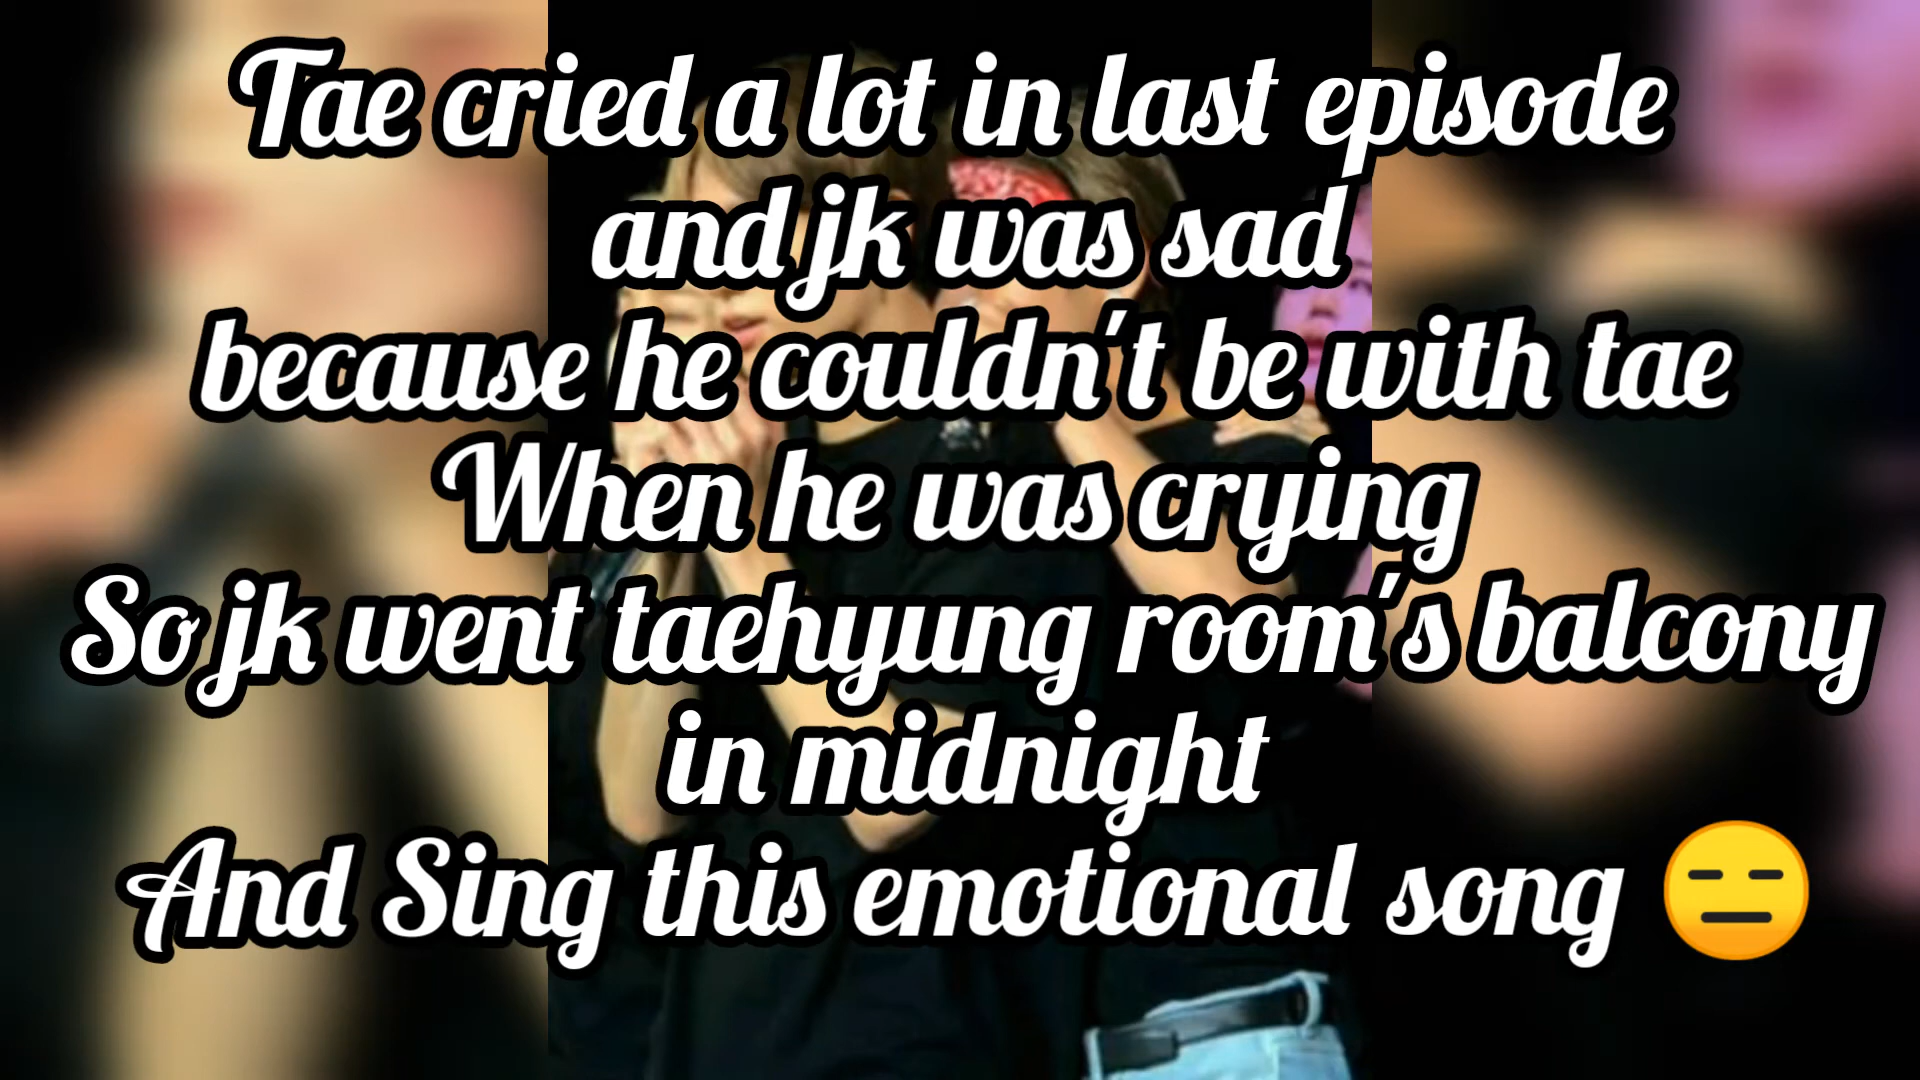 Tae cried a lot in last episode
and jk was sad
because he couldn't be with tae
When he was crying
So jk went taehyung room's balcony
in midnight
And Sing this emotional song 😑